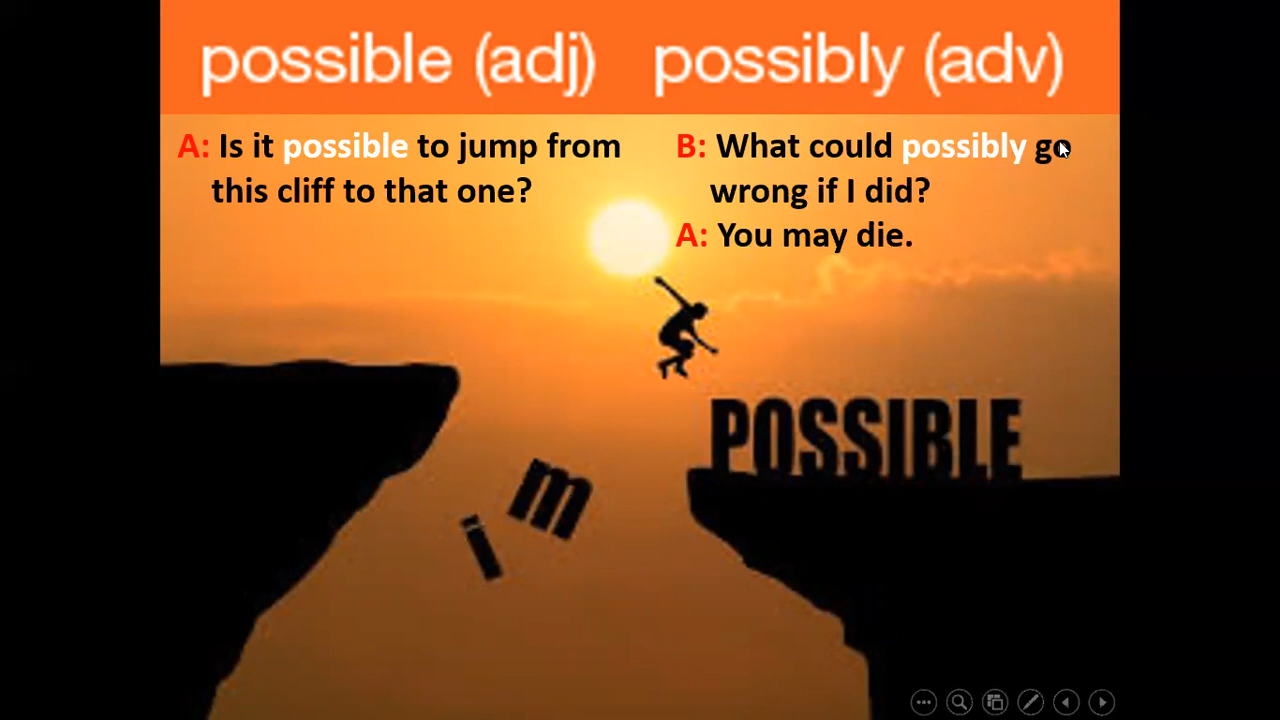 possible (adj) possibly (adv)
A: Is it possible to jump from
this cliff to that one?
B: What could possibly go
wrong if I did?
A: You may die.
POSSIBLE
i m